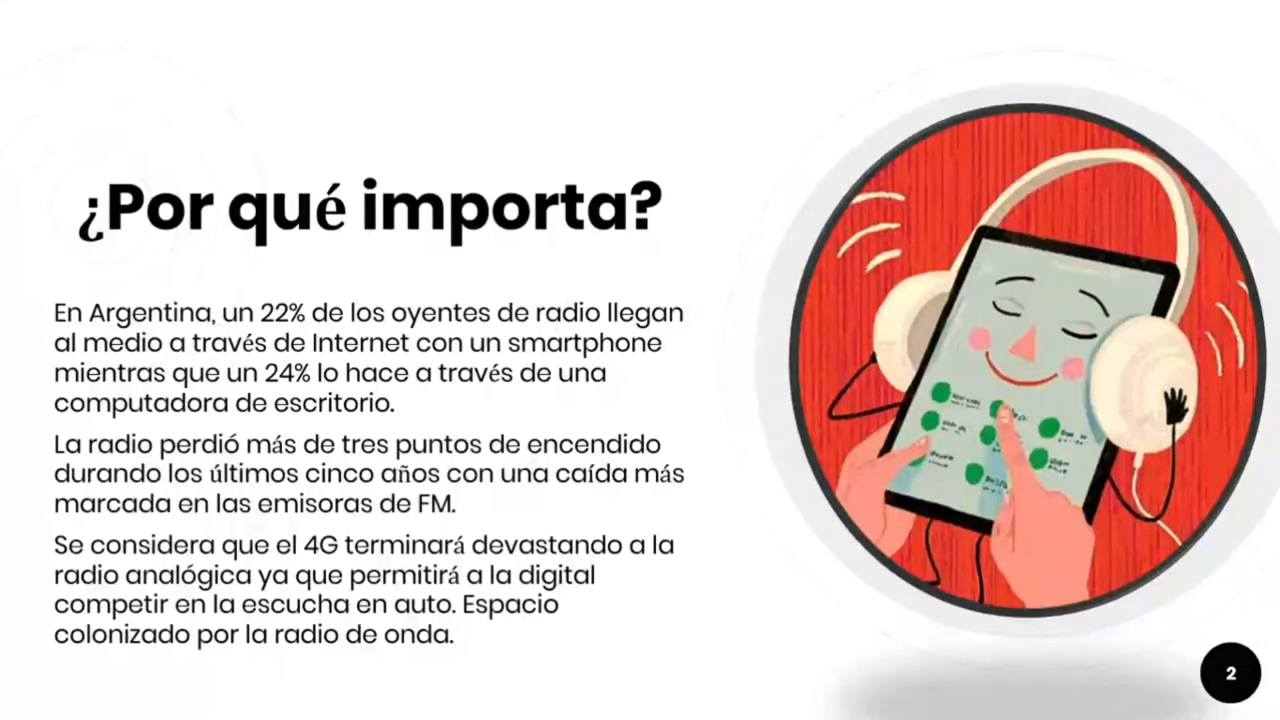 ¿Por qué importa?
En Argentina, un 22% de los oyentes de radio llegan
al medio a través de Internet con un smartphone
mientras que un 24% lo hace a través de una
computadora de escritorio.
La radio perdió más de tres puntos de encendido
durando los últimos cinco años con una caída más
marcada en las emisoras de FM.
Se considera que el 4G terminará devastando a la
radio analógica ya que permitirá a la digital
competir en la escucha en auto. Espacio
colonizado por la radio de onda.
2